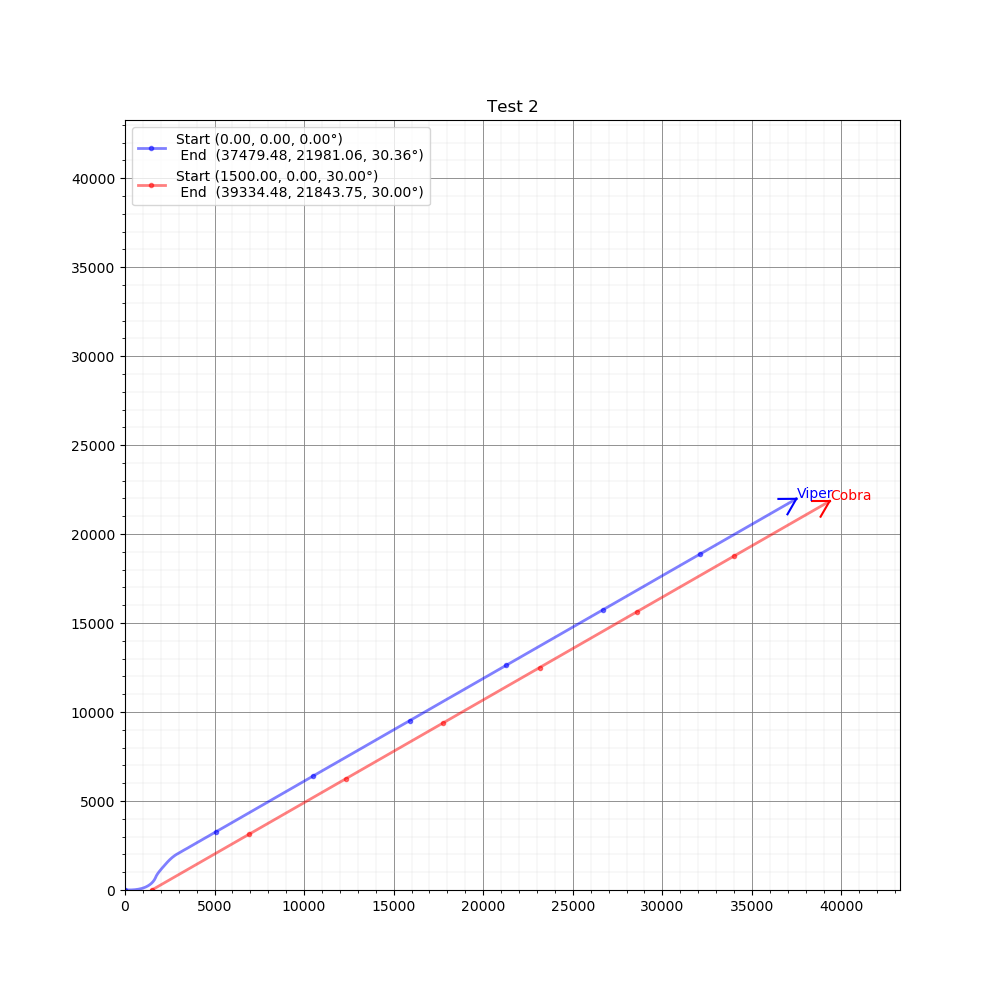 Test 2
Start (0.00, 0.00, 0.00°)
End (37479.48, 21981.06, 30.36°)
Start (1500.00, 0.00, 30.00°)
End (39334.48, 21843.75, 30.00°)
40000
35000
30000
25000
Viper
Cobra
20000
15000
10000
5000
0
0 5000 10000 15000 20000 25000 30000 35000 40000